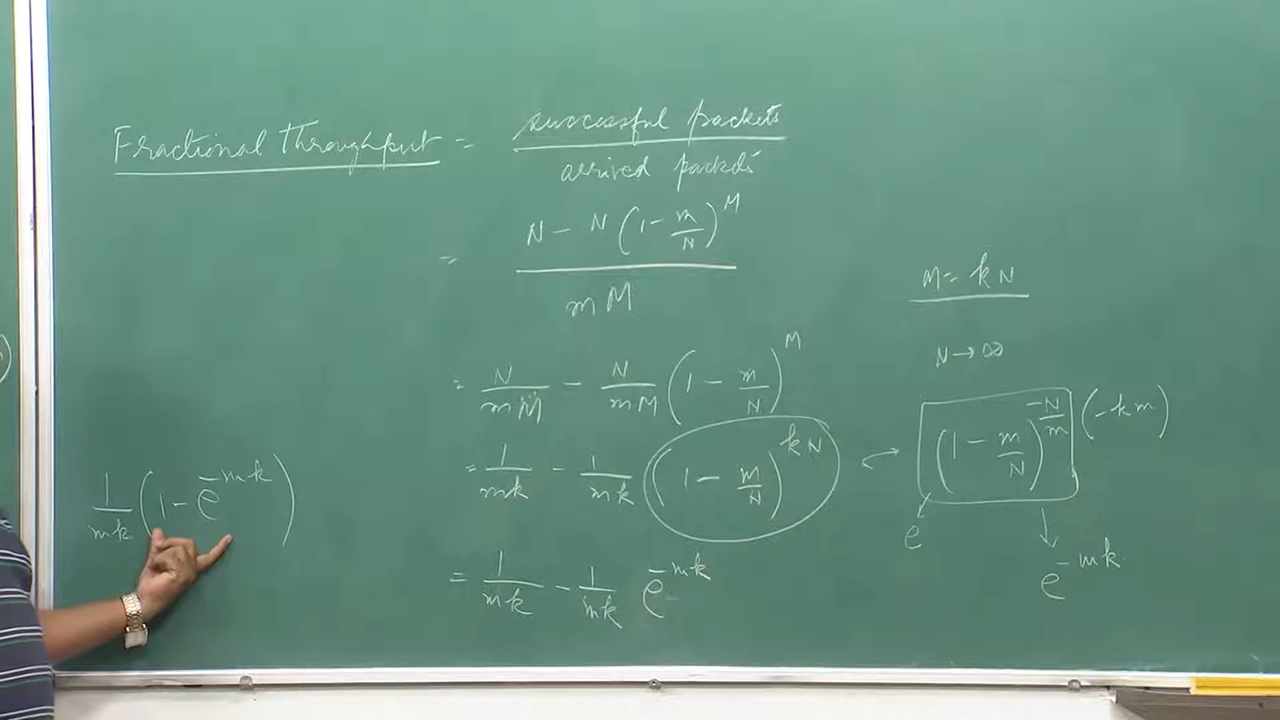 Fractional Throughput = successful packets / arrived packets
= (N - N(1 - m/N)^M) / (mM)
= N/(mM) - N/(mM) (1 - m/N)^M
= 1/(mk) - 1/(mk) (1 - m/N)^(kN)
= 1/(mk) - 1/(mk) e^(-mk)
M = kN
N → ∞
(1 - m/N)^(-N/m) (-km)
e
e^(-mk)
1/(mk) (1 - e^(-mk))